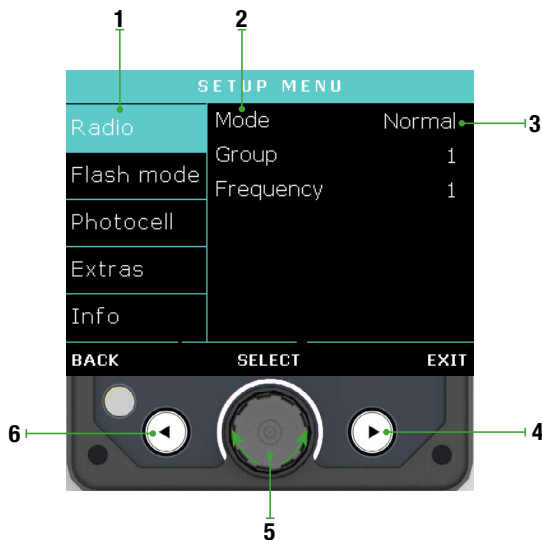 1 2
SETUP MENU
Radio Mode Normal 3
Group 1
Flash mode Frequency 1
Photocell
Extras
Info
BACK SELECT EXIT
6 4
5